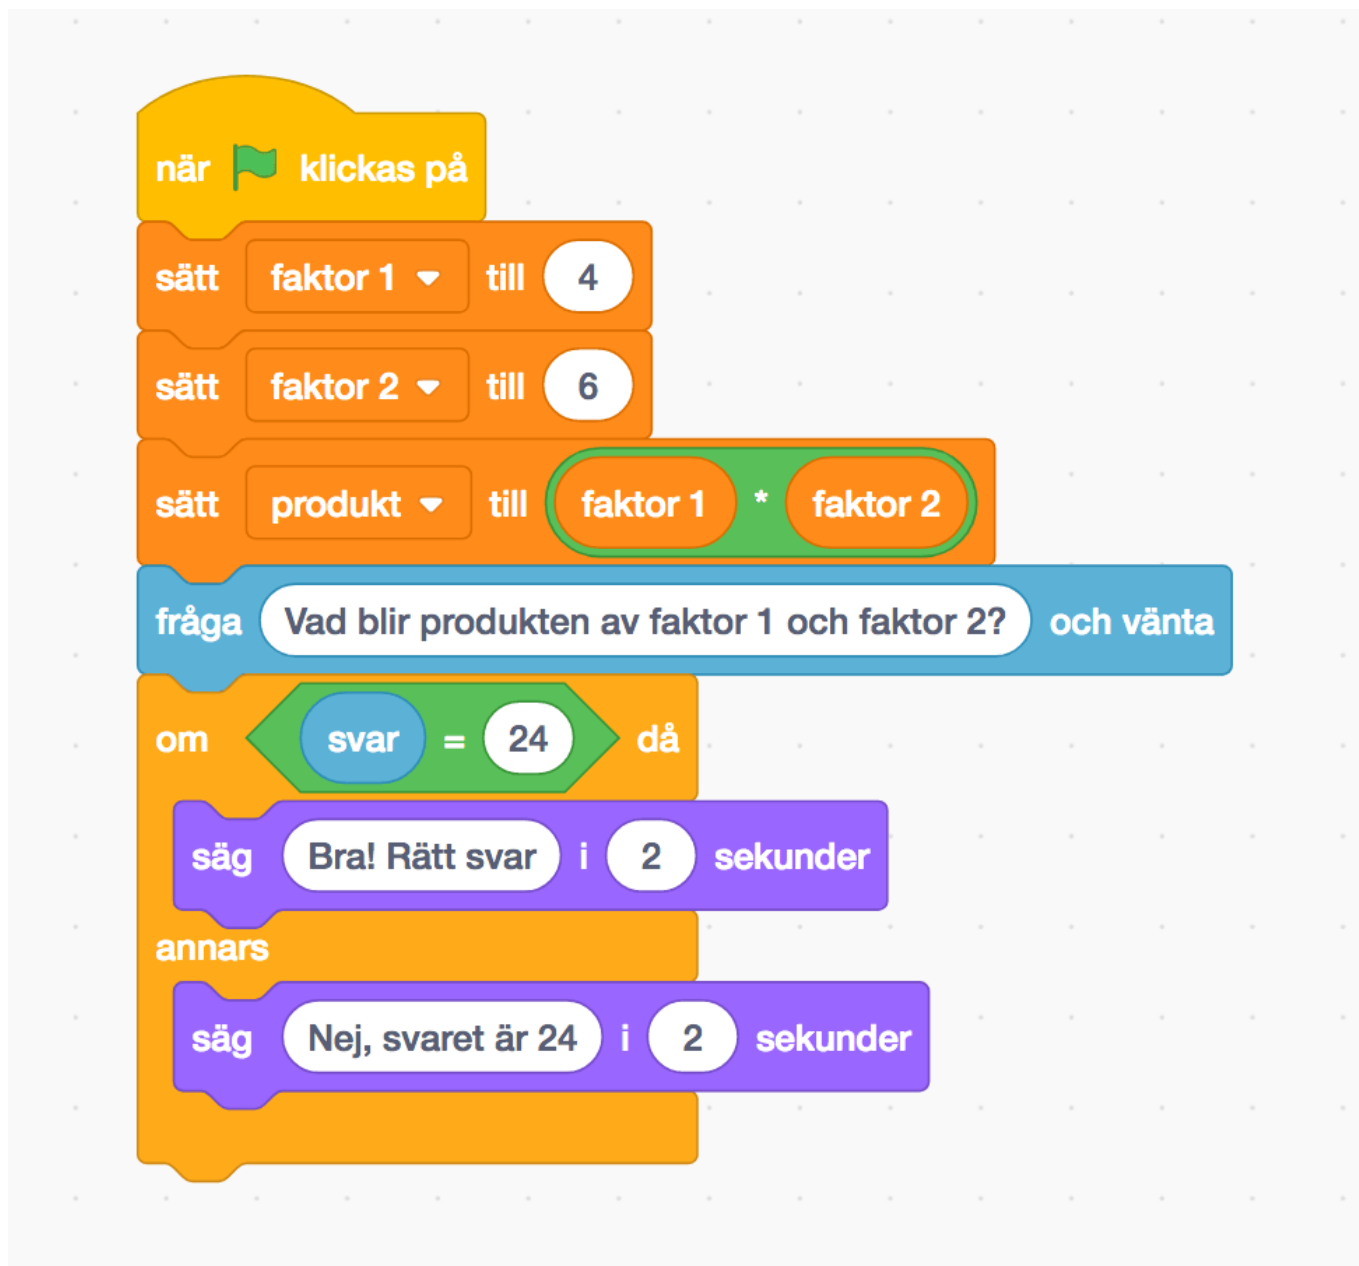 när klickas på
sätt faktor 1 till 4
sätt faktor 2 till 6
sätt produkt till faktor 1 * faktor 2
fråga Vad blir produkten av faktor 1 och faktor 2? och vänta
om svar = 24 då
säg Bra! Rätt svar i 2 sekunder
annars
säg Nej, svaret är 24 i 2 sekunder